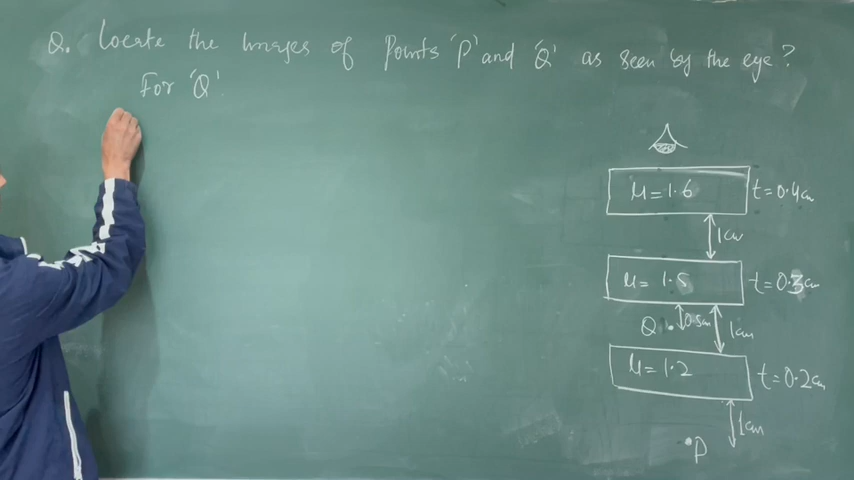 Q. Locate the Images of Points 'P' and 'Q' as seen by the eye?
For 'Q'.
μ=1.6 t=0.4cm
1cm
μ=1.5 t=0.3cm
Q 0.5cm 1cm
μ=1.2 t=0.2cm
1cm
P